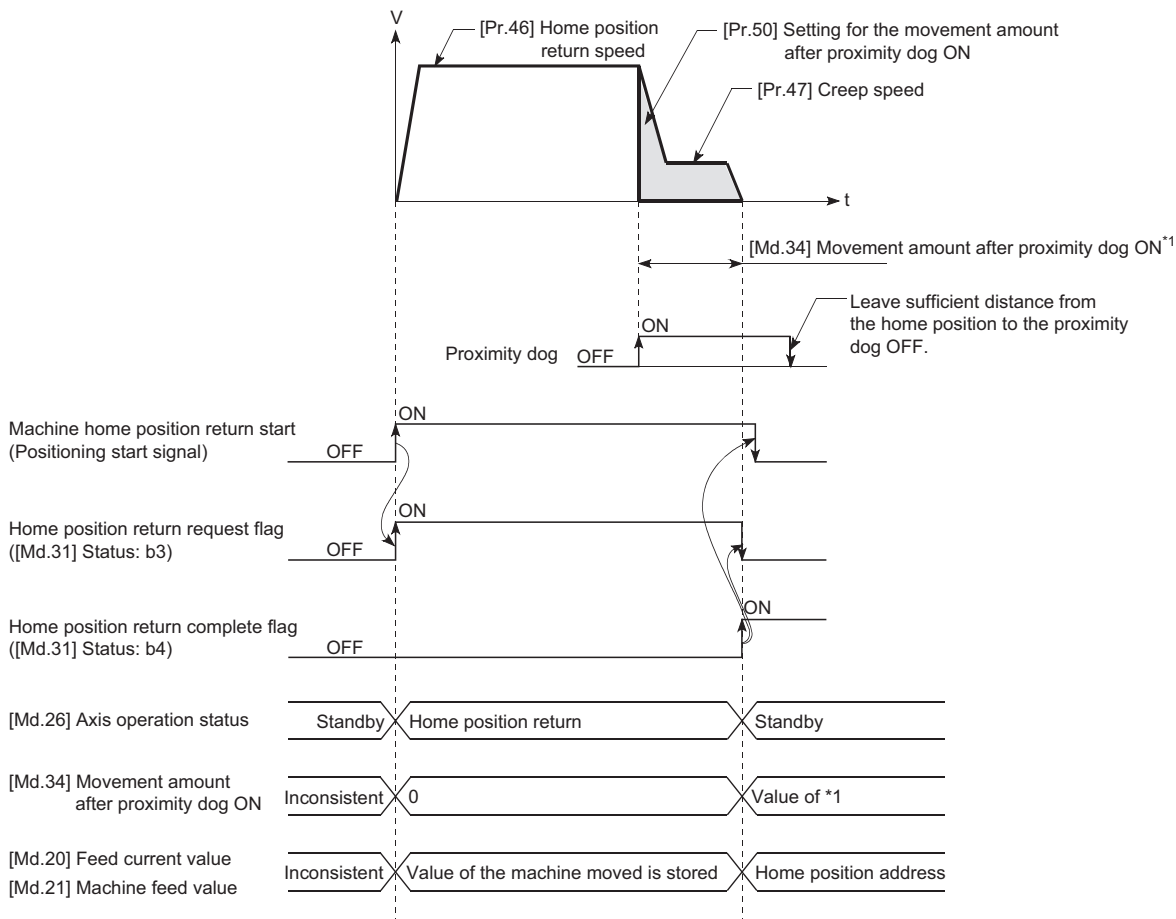 V
[Pr.46] Home position
return speed
[Pr.50] Setting for the movement amount
after proximity dog ON
[Pr.47] Creep speed
t
[Md.34] Movement amount after proximity dog ON*1
Leave sufficient distance from
the home position to the proximity
dog OFF.
ON
Proximity dog OFF
ON
Machine home position return start
(Positioning start signal)
OFF
ON
Home position return request flag
([Md.31] Status: b3)
OFF
ON
Home position return complete flag
([Md.31] Status: b4)
OFF
[Md.26] Axis operation status Standby Home position return Standby
[Md.34] Movement amount
after proximity dog ON Inconsistent 0 Value of *1
[Md.20] Feed current value
[Md.21] Machine feed value
Inconsistent Value of the machine moved is stored Home position address